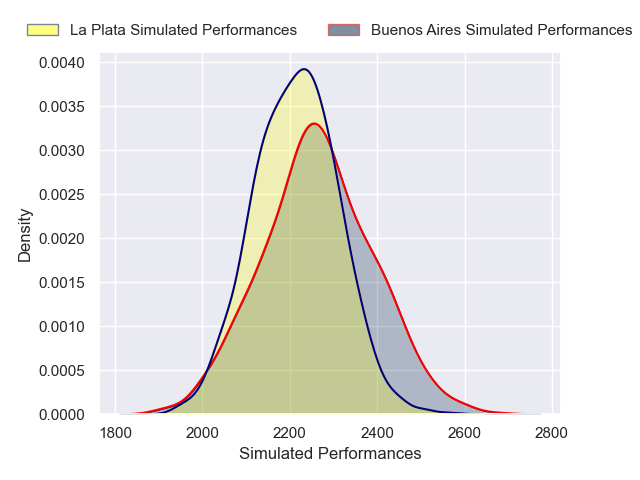 La Plata Simulated Performances
Buenos Aires Simulated Performances
0.0040
0.0035
0.0030
0.0025
0.0020
0.0015
0.0010
0.0005
0.0000
Density
1800 2000 2200 2400 2600 2800
Simulated Performances